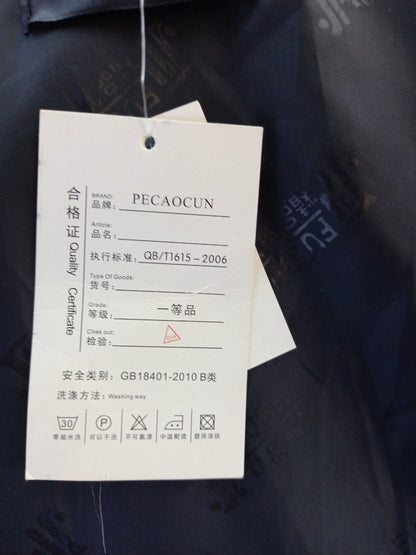 合格证 Quality Certificate
BRAND:
品牌: PECAOCUN
Article:
品名:
执行标准: QB/T1615-2006
Type Of Goods:
货号:
Grade:
等级: 一等品
Chek out:
检验:
安全类别: GB18401-2010 B类
洗涤方法: Washing way
30 P
常规水洗 可以干洗 不可氯漂 中温熨烫 勿用滚烘